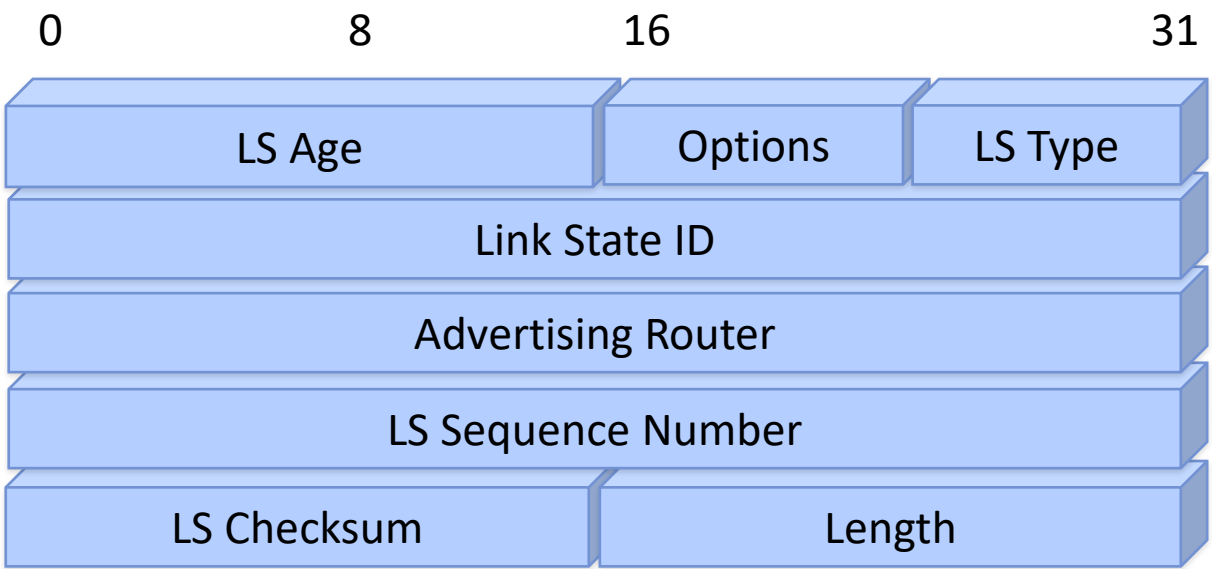 0 8 16 31
LS Age Options LS Type
Link State ID
Advertising Router
LS Sequence Number
LS Checksum Length